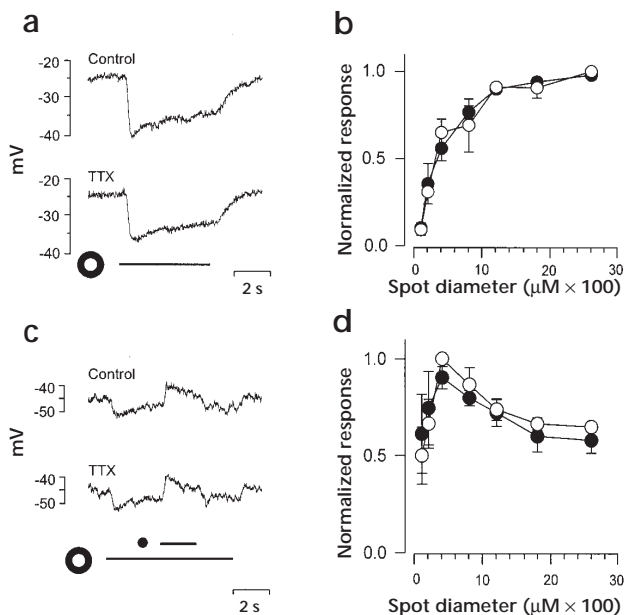 a
Control
-20
-30
-40
mV
TTX
-20
-30
-40
2 s
b
Normalized response
1.0
0.5
0.0
0 10 20 30
Spot diameter (μM × 100)
c
Control
-40
-50
mV
TTX
-40
-50
2 s
d
Normalized response
1.0
0.5
0.0
0 10 20 30
Spot diameter (μM × 100)